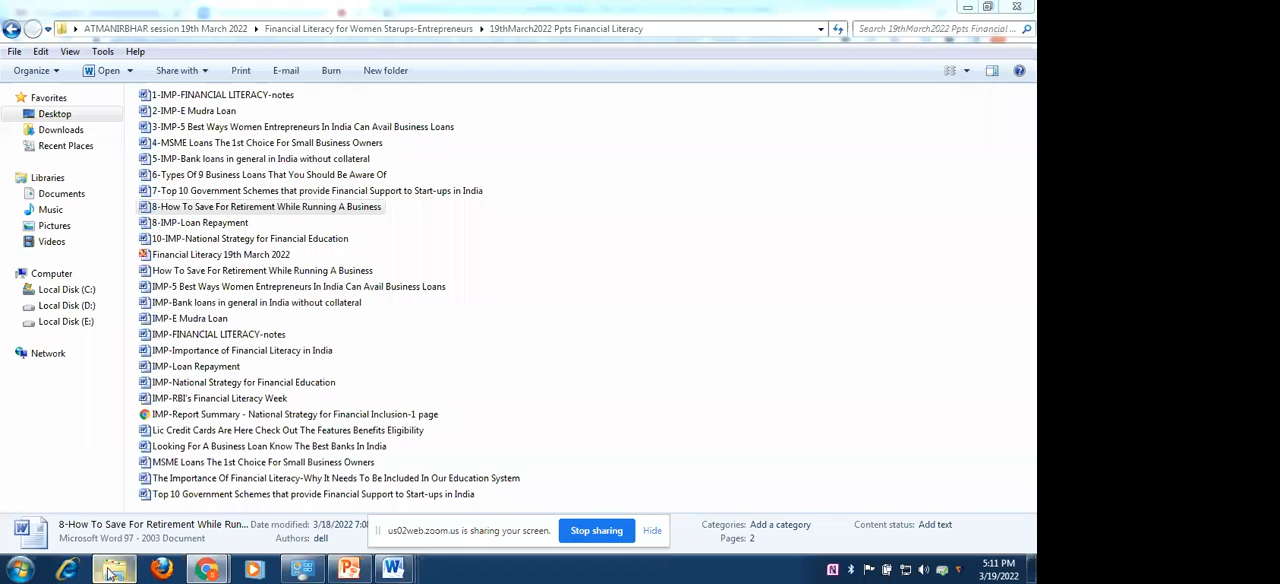 ATMANIRBHAR session 19th March 2022 Financial Literacy for Women Starups-Entrepreneurs 19thMarch2022 Ppts Financial Literacy
Search 19thMarch2022 Ppts Financial ...
File Edit View Tools Help
Organize Open Share with Print E-mail Burn New folder
Favorites
Desktop
Downloads
Recent Places
Libraries
Documents
Music
Pictures
Videos
Computer
Local Disk (C:)
Local Disk (D:)
Local Disk (E:)
Network
1-IMP-FINANCIAL LITERACY-notes
2-IMP-E Mudra Loan
3-IMP-5 Best Ways Women Entrepreneurs In India Can Avail Business Loans
4-MSME Loans The 1st Choice For Small Business Owners
5-IMP-Bank loans in general in India without collateral
6-Types Of 9 Business Loans That You Should Be Aware Of
7-Top 10 Government Schemes that provide Financial Support to Start-ups in India
8-How To Save For Retirement While Running A Business
8-IMP-Loan Repayment
10-IMP-National Strategy for Financial Education
Financial Literacy 19th March 2022
How To Save For Retirement While Running A Business
IMP-5 Best Ways Women Entrepreneurs In India Can Avail Business Loans
IMP-Bank loans in general in India without collateral
IMP-E Mudra Loan
IMP-FINANCIAL LITERACY-notes
IMP-Importance of Financial Literacy in India
IMP-Loan Repayment
IMP-National Strategy for Financial Education
IMP-RBI's Financial Literacy Week
IMP-Report Summary - National Strategy for Financial Inclusion-1 page
Lic Credit Cards Are Here Check Out The Features Benefits Eligibility
Looking For A Business Loan Know The Best Banks In India
MSME Loans The 1st Choice For Small Business Owners
The Importance Of Financial Literacy-Why It Needs To Be Included In Our Education System
Top 10 Government Schemes that provide Financial Support to Start-ups in India
8-How To Save For Retirement While Run... Date modified: 3/18/2022 7:0
Microsoft Word 97 - 2003 Document Authors: dell
us02web.zoom.us is sharing your screen. Stop sharing Hide
Categories: Add a category
Pages: 2
Content status: Add text
5:11 PM
3/19/2022